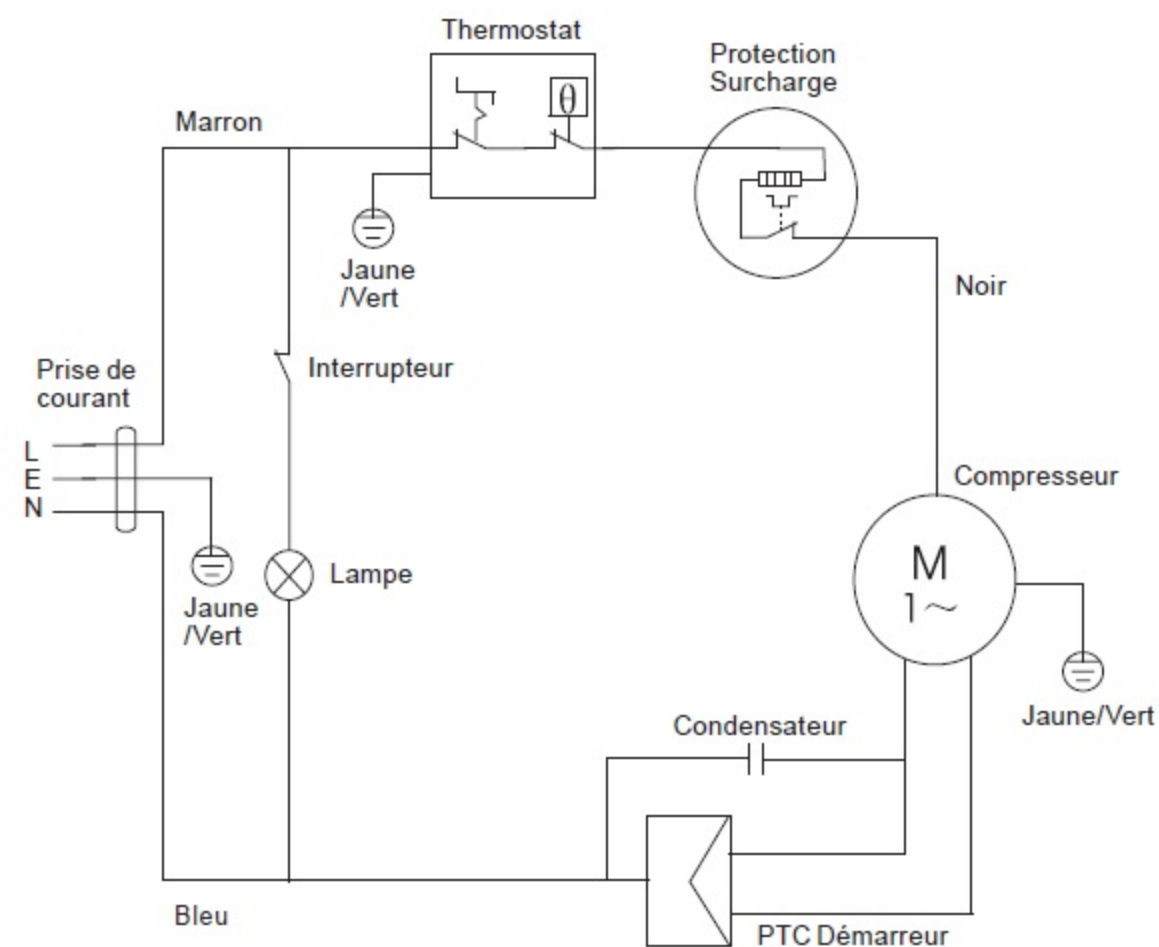 Thermostat
Protection
Surcharge
Marron
θ
Jaune
/Vert
Noir
Interrupteur
Prise de
courant
L
E
N
Compresseur
M
1~
Lampe
Jaune
/Vert
Jaune/Vert
Condensateur
Bleu
PTC Démarreur